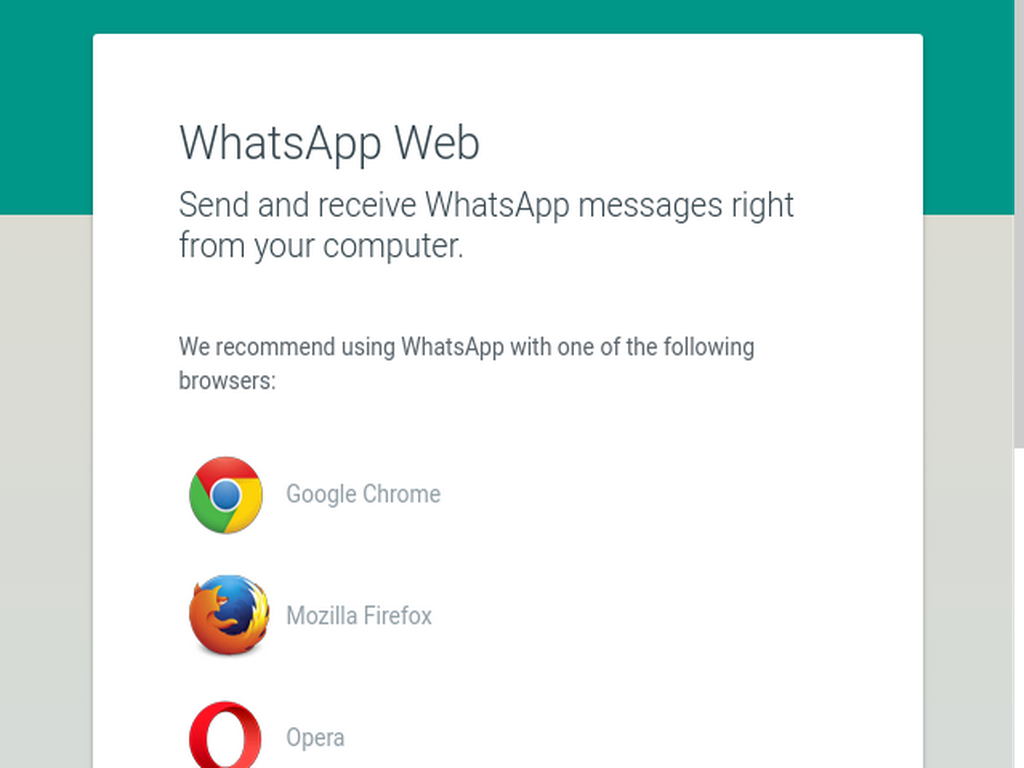 WhatsApp Web
Send and receive WhatsApp messages right
from your computer.
We recommend using WhatsApp with one of the following
browsers:
Google Chrome
Mozilla Firefox
Opera